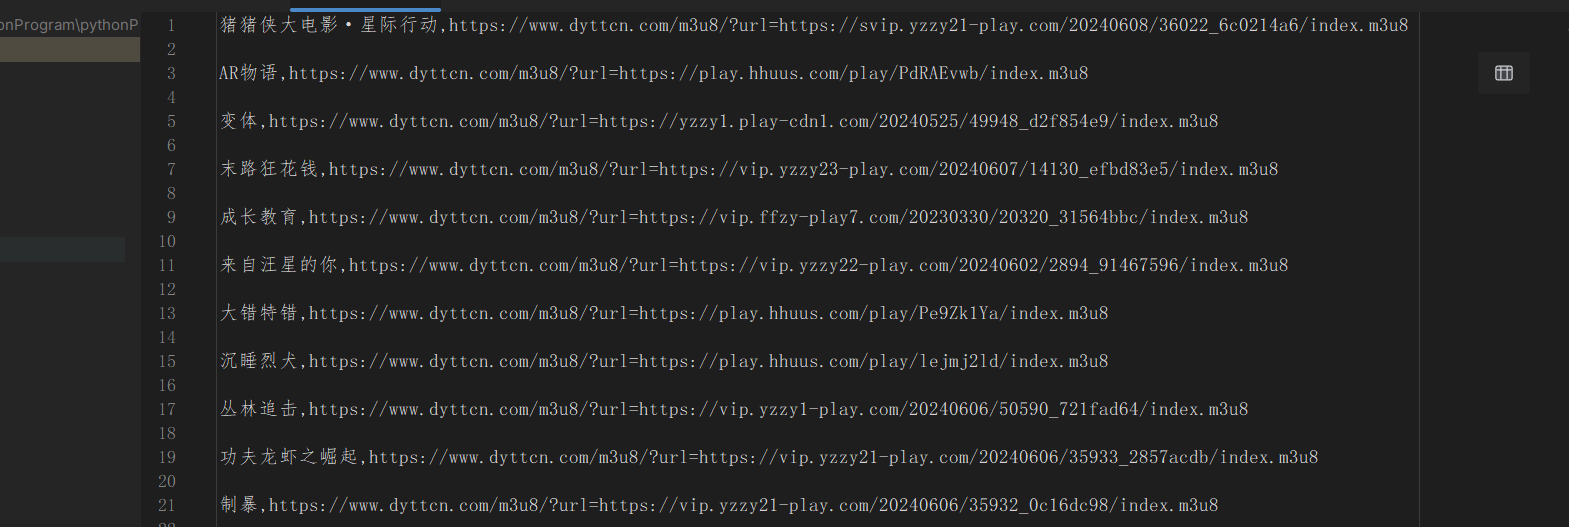 onProgram\pythonP
1 猪猪侠大电影·星际行动,https://www.dyttcn.com/m3u8/?url=https://svip.yzzy21-play.com/20240608/36022_6c0214a6/index.m3u8
2
3 AR物语,https://www.dyttcn.com/m3u8/?url=https://play.hhuus.com/play/PdRAEvwb/index.m3u8
4
5 变体,https://www.dyttcn.com/m3u8/?url=https://yzzy1.play-cdn1.com/20240525/49948_d2f854e9/index.m3u8
6
7 末路狂花钱,https://www.dyttcn.com/m3u8/?url=https://vip.yzzy23-play.com/20240607/14130_efbd83e5/index.m3u8
8
9 成长教育,https://www.dyttcn.com/m3u8/?url=https://vip.ffzy-play7.com/20230330/20320_31564bbc/index.m3u8
10
11 来自汪星的你,https://www.dyttcn.com/m3u8/?url=https://vip.yzzy22-play.com/20240602/2894_91467596/index.m3u8
12
13 大错特错,https://www.dyttcn.com/m3u8/?url=https://play.hhuus.com/play/Pe9Zk1Ya/index.m3u8
14
15 沉睡烈犬,https://www.dyttcn.com/m3u8/?url=https://play.hhuus.com/play/lejmj2ld/index.m3u8
16
17 丛林追击,https://www.dyttcn.com/m3u8/?url=https://vip.yzzy1-play.com/20240606/50590_721fad64/index.m3u8
18
19 功夫龙虾之崛起,https://www.dyttcn.com/m3u8/?url=https://vip.yzzy21-play.com/20240606/35933_2857acdb/index.m3u8
20
21 制暴,https://www.dyttcn.com/m3u8/?url=https://vip.yzzy21-play.com/20240606/35932_0c16dc98/index.m3u8